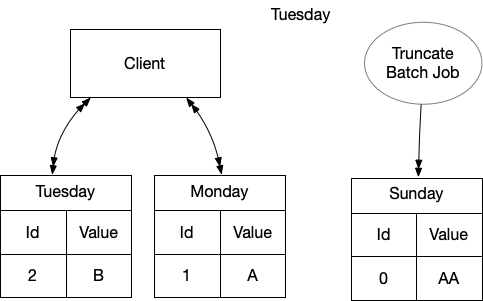 Tuesday
Client
Truncate
Batch Job
Tuesday
Id Value
2 B
Monday
Id Value
1 A
Sunday
Id Value
0 AA